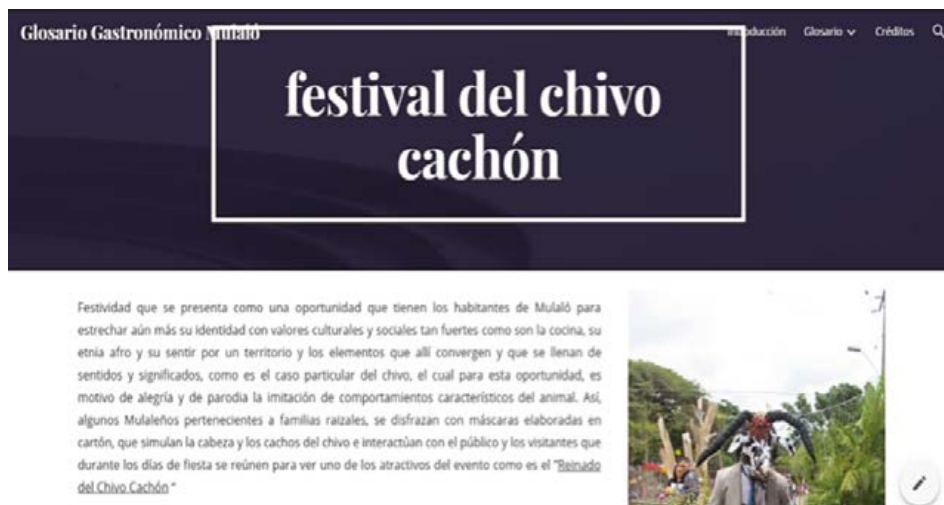 Glosario Gastronómico Mulaló
Introducción Glosario Créditos
festival del chivo
cachón
Festividad que se presenta como una oportunidad que tienen los habitantes de Mulaló para
estrechar aún más su identidad con valores culturales y sociales tan fuertes como son la cocina, su
etnia afro y su sentir por un territorio y los elementos que allí convergen y que se llenan de
sentidos y significados, como es el caso particular del chivo, el cual para esta oportunidad, es
motivo de alegría y de parodia la imitación de comportamientos característicos del animal. Así,
algunos Mulaleños pertenecientes a familias raizales, se disfrazan con máscaras elaboradas en
cartón, que simulan la cabeza y los cachos del chivo e interactúan con el público y los visitantes que
durante los días de fiesta se reúnen para ver uno de los atractivos del evento como es el "Reinado
del Chivo Cachón "